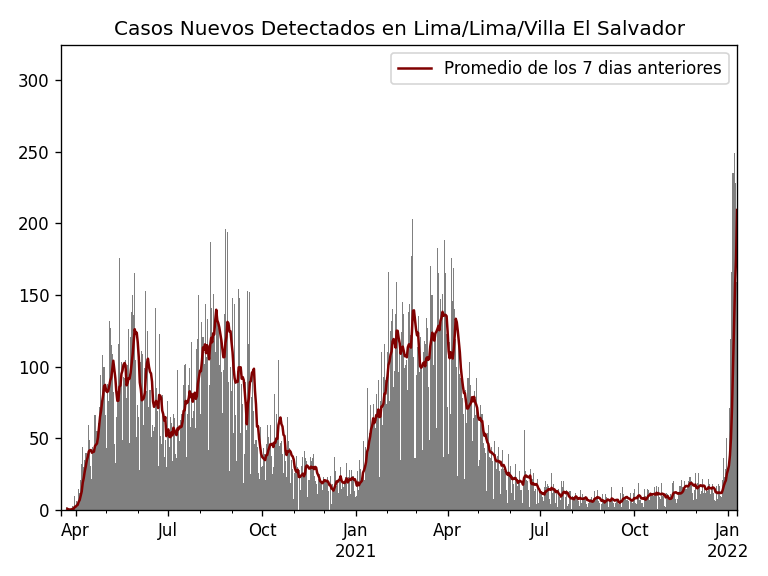 Casos Nuevos Detectados en Lima/Lima/Villa El Salvador
Promedio de los 7 dias anteriores
300
250
200
150
100
50
0
Apr Jul Oct Jan Apr Jul Oct Jan
2021 2022